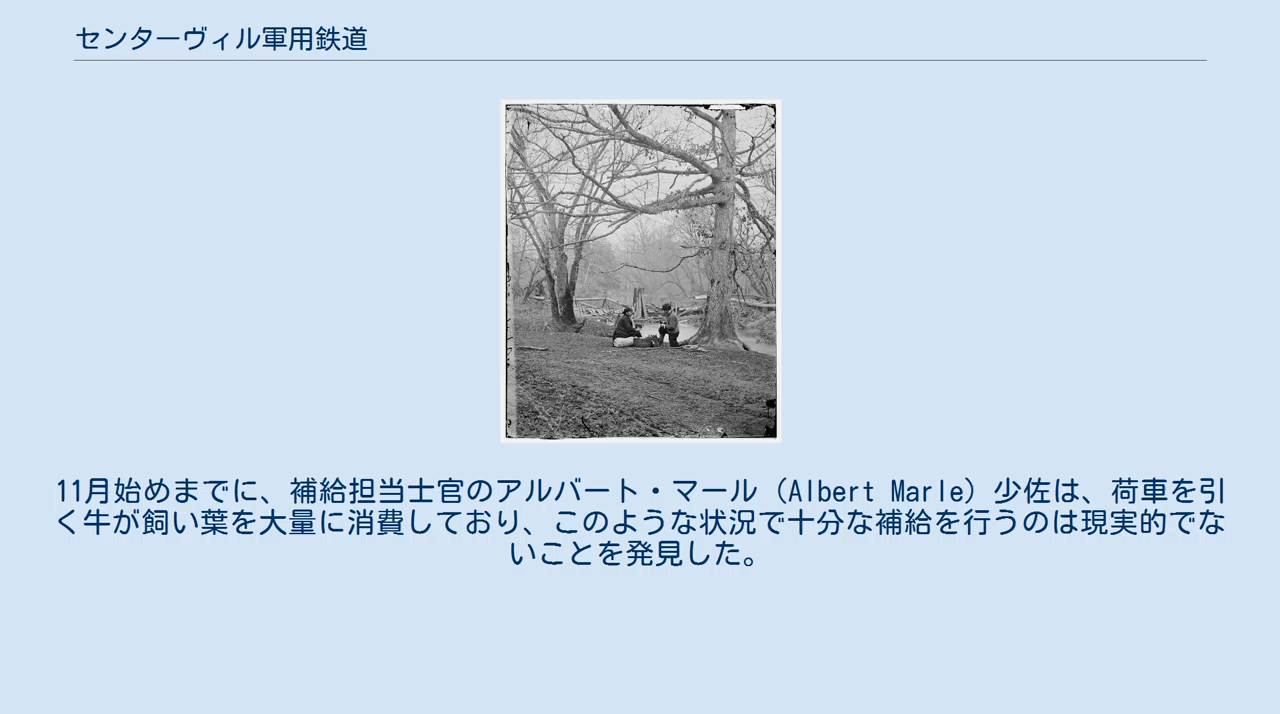 センターヴィル軍用鉄道
11月始めまでに、補給担当士官のアルバート・マール（Albert Marle）少佐は、荷車を引
く牛が飼い葉を大量に消費しており、このような状況で十分な補給を行うのは現実的でな
いことを発見した。